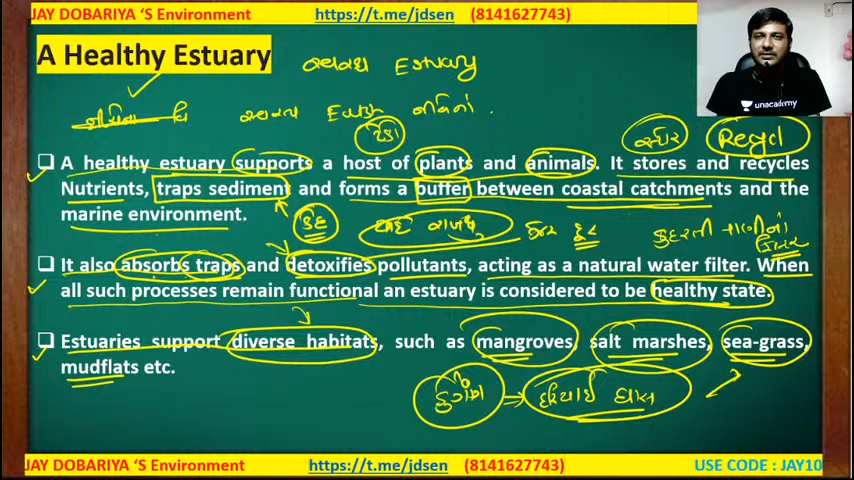 JAY DOBARIYA ‘S Environment https://t.me/jdsen (8141627743)
A Healthy Estuary
Estuary
unacademy
ટેકો
Recycl
❑ A healthy estuary supports a host of plants and animals. It stores and recycles
Nutrients, traps sediment and forms a buffer between coastal catchments and the
marine environment.
કેદ
❑ It also absorbs traps and detoxifies pollutants, acting as a natural water filter. When
all such processes remain functional an estuary is considered to be healthy state.
❑ Estuaries support diverse habitats, such as mangroves, salt marshes, sea-grass,
mudflats etc.
JAY DOBARIYA ‘S Environment https://t.me/jdsen (8141627743) USE CODE : JAY10